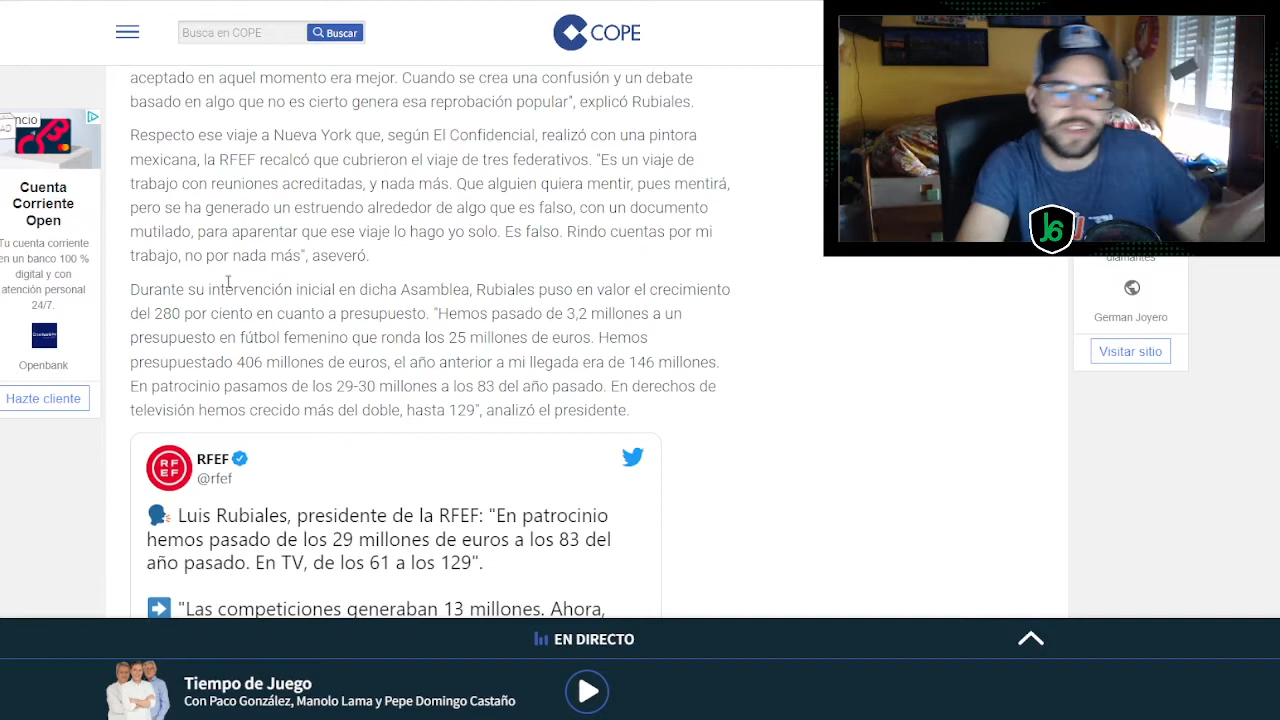 Busca en COPE
Buscar
COPE
aceptado en aquel momento era mejor. Cuando se crea una confusión y un debate
basado en algo que no es cierto genera esa reprobación popular", explicó Rubiales.
Respecto ese viaje a Nueva York que, según El Confidencial, realizó con una pintora
mexicana, la RFEF recalcó que cubrieron el viaje de tres federativos. "Es un viaje de
trabajo con reuniones acreditadas, y nada más. Que alguien quiera mentir, pues mentirá,
pero se ha generado un estruendo alrededor de algo que es falso, con un documento
mutilado, para aparentar que ese viaje lo hago yo solo. Es falso. Rindo cuentas por mi
trabajo, no por nada más", aseveró.
Durante su intervención inicial en dicha Asamblea, Rubiales puso en valor el crecimiento
del 280 por ciento en cuanto a presupuesto. "Hemos pasado de 3,2 millones a un
presupuesto en fútbol femenino que ronda los 25 millones de euros. Hemos
presupuestado 406 millones de euros, el año anterior a mi llegada era de 146 millones.
En patrocinio pasamos de los 29-30 millones a los 83 del año pasado. En derechos de
televisión hemos crecido más del doble, hasta 129", analizó el presidente.
RFEF
@rfef
RF
EF
Luis Rubiales, presidente de la RFEF: "En patrocinio
hemos pasado de los 29 millones de euros a los 83 del
año pasado. En TV, de los 61 a los 129".
"Las competiciones generaban 13 millones. Ahora,
ncio
Cuenta
Corriente
Open
Tu cuenta corriente
en un banco 100 %
digital y con
atención personal
24/7.
Openbank
Hazte cliente
J6
diamantes
German Joyero
Visitar sitio
EN DIRECTO
Tiempo de Juego
Con Paco González, Manolo Lama y Pepe Domingo Castaño